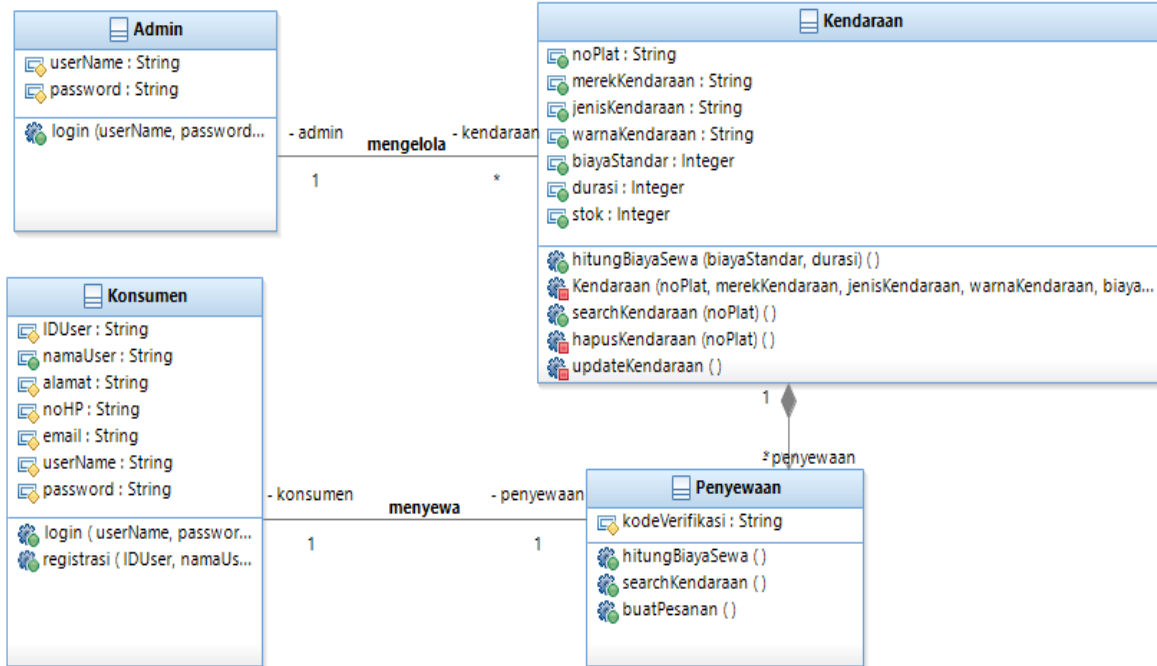 Admin
userName : String
password : String
login (userName, password...
- admin
mengelola
- kendaraan
1
*
Kendaraan
noPlat : String
merekKendaraan : String
jenisKendaraan : String
warnaKendaraan : String
biayaStandar : Integer
durasi : Integer
stok : Integer
hitungBiayaSewa (biayaStandar, durasi) ( )
Kendaraan (noPlat, merekKendaraan, jenisKendaraan, warnaKendaraan, biaya...
searchKendaraan (noPlat) ( )
hapusKendaraan (noPlat) ( )
updateKendaraan ( )
Konsumen
IDUser : String
namaUser : String
alamat : String
noHP : String
email : String
userName : String
password : String
login ( userName, passwor...
registrasi ( IDUser, namaUs...
- konsumen
menyewa
- penyewaan
1
1
1
* - penyewaan
Penyewaan
kodeVerifikasi : String
hitungBiayaSewa ( )
searchKendaraan ( )
buatPesanan ( )